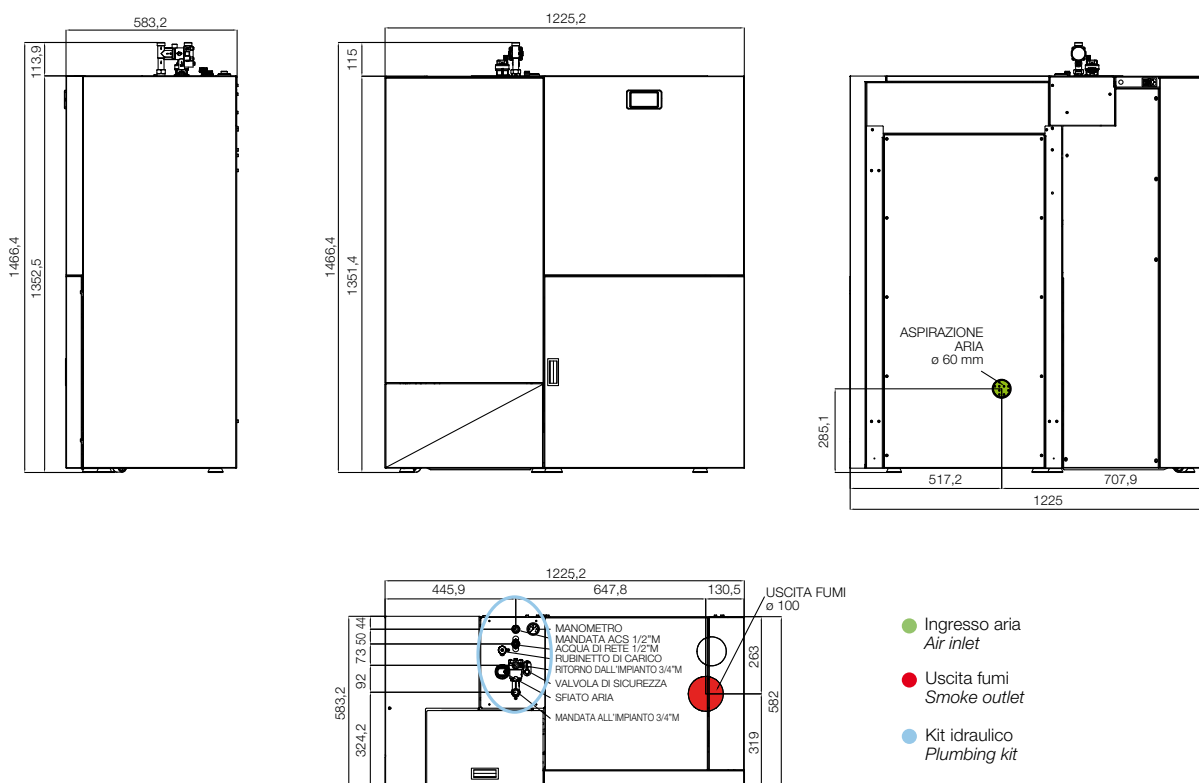 583,2
113,9
1466,4
1352,5
1225,2
115
1466,4
1351,4
ASPIRAZIONE
ARIA
ø 60 mm
285,1
517,2
707,9
1225
1225,2
445,9
647,8
130,5
USCITA FUMI
ø 100
44
50
73
92
324,2
583,2
MANOMETRO
MANDATA ACS 1/2"M
ACQUA DI RETE 1/2"M
RUBINETTO DI CARICO
RITORNO DALL'IMPIANTO 3/4"M
VALVOLA DI SICUREZZA
SFIATO ARIA
MANDATA ALL'IMPIANTO 3/4"M
263
319
582
Ingresso aria
Air inlet
Uscita fumi
Smoke outlet
Kit idraulico
Plumbing kit